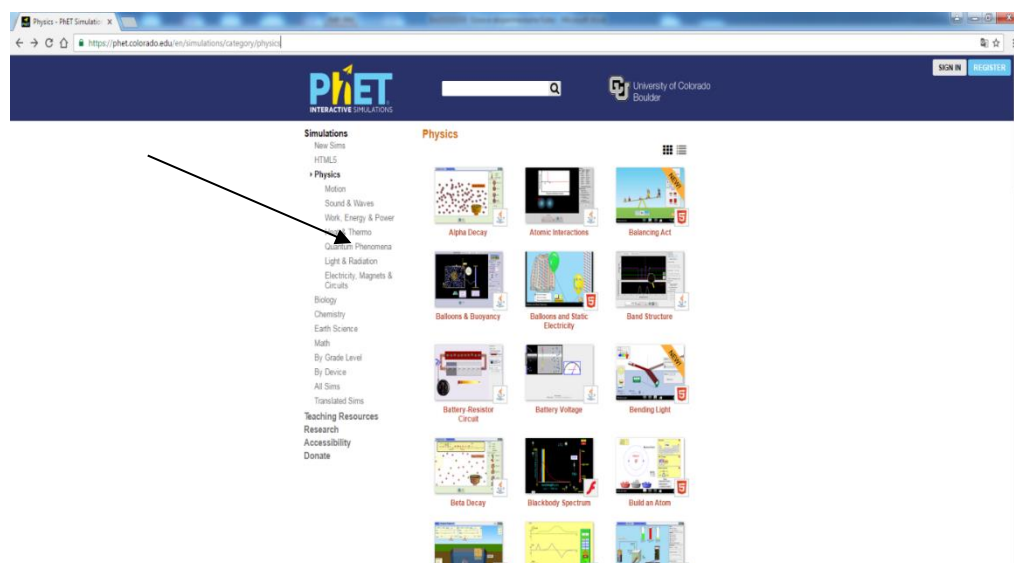 Physics - PhET Simulation
https://phet.colorado.edu/en/simulations/category/physics
SIGN IN REGISTER
PhET
INTERACTIVE SIMULATIONS
University of Colorado
Boulder
Simulations
New Sims
HTML5
Physics
Motion
Sound & Waves
Work, Energy & Power
Heat & Thermo
Quantum Phenomena
Light & Radiation
Electricity, Magnets &
Circuits
Biology
Chemistry
Earth Science
Math
By Grade Level
By Device
All Sims
Translated Sims
Teaching Resources
Research
Accessibility
Donate
Physics
NEW!
Alpha Decay
Atomic Interactions
Balancing Act
Balloons & Buoyancy
Balloons and Static
Electricity
Band Structure
NEW!
Battery-Resistor
Circuit
Battery Voltage
Bending Light
Beta Decay
Blackbody Spectrum
Build an Atom